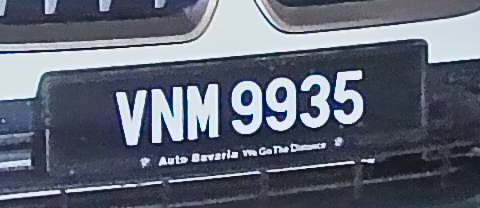 VNM 9935
Auto Bavaria We Go The Distance